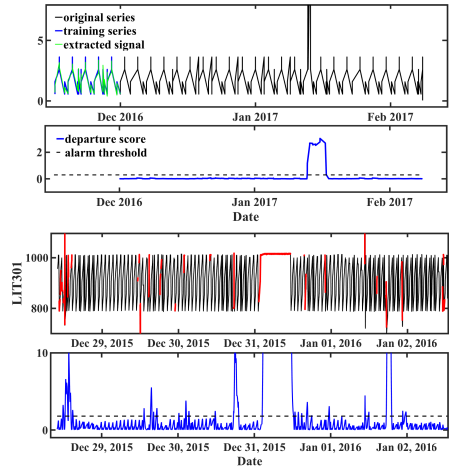 original series
training series
extracted signal
5
0
Dec 2016
Jan 2017
Feb 2017
departure score
alarm threshold
2
0
Dec 2016
Jan 2017
Feb 2017
Date
LIT301
1000
800
Dec 29, 2015
Dec 30, 2015
Dec 31, 2015
Jan 01, 2016
Jan 02, 2016
10
5
0
Dec 29, 2015
Dec 30, 2015
Dec 31, 2015
Jan 01, 2016
Jan 02, 2016
Date